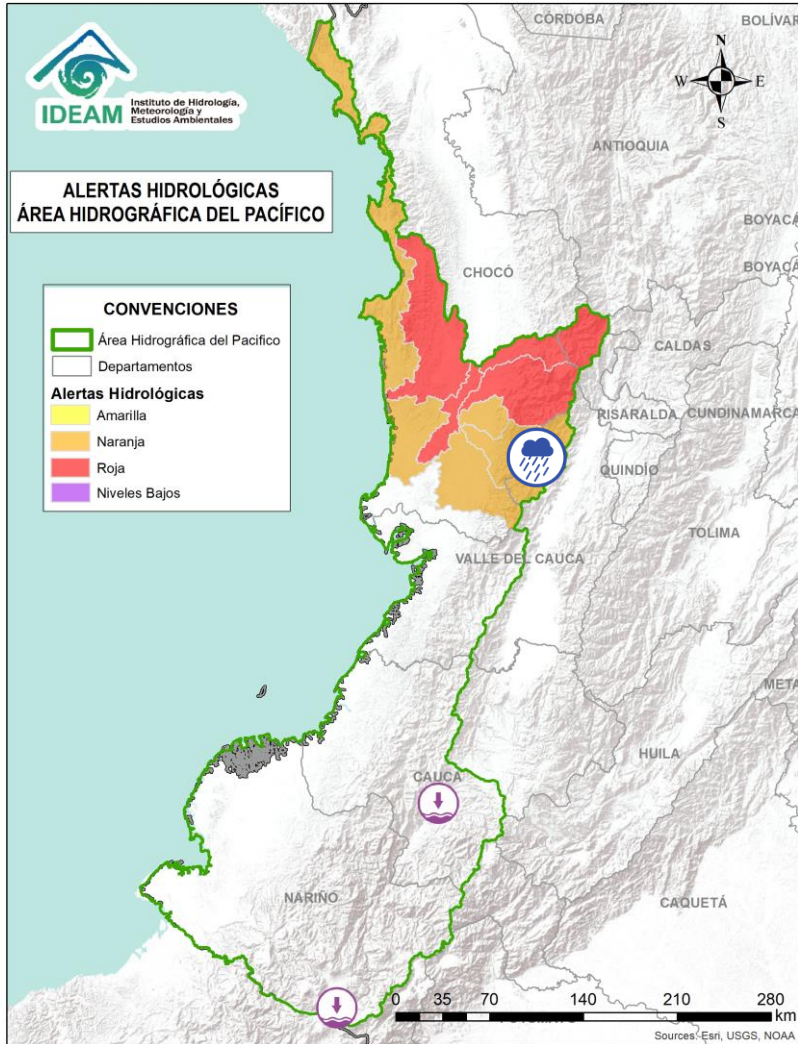 IDEAM
Instituto de Hidrología,
Meteorología y
Estudios Ambientales
CÓRDOBA
BOLÍVAR
N
W
E
S
ANTIOQUIA
ALERTAS HIDROLÓGICAS
ÁREA HIDROGRÁFICA DEL PACÍFICO
BOYACÁ
BOYACÁ
CHOCÓ
CONVENCIONES
Área Hidrográfica del Pacifico
Departamentos
Alertas Hidrológicas
Amarilla
Naranja
Roja
Niveles Bajos
CALDAS
RISARALDA
CUNDINAMARCA
QUINDÍO
TOLIMA
VALLE DEL CAUCA
META
HUILA
CAUCA
NARIÑO
CAQUETÁ
0 35 70 140 210 280
km
Sources: Esri, USGS, NOAA